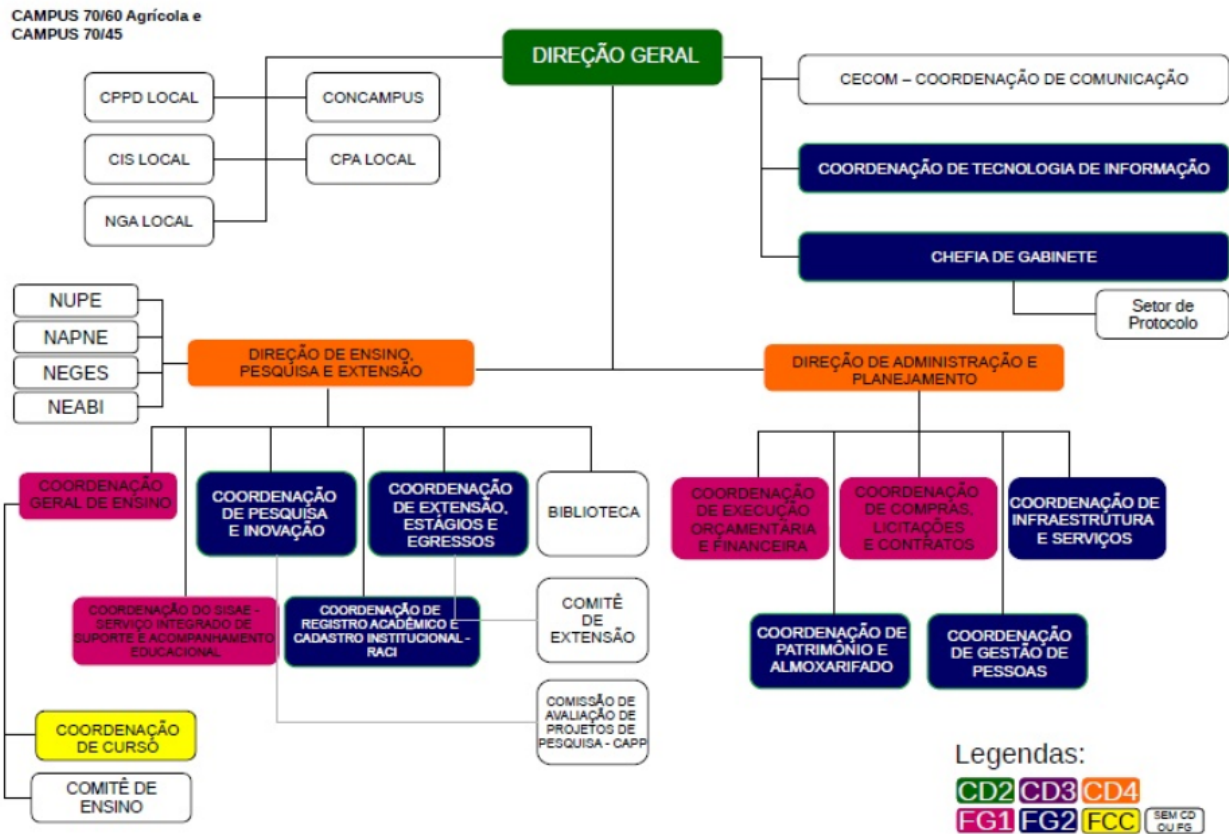 CAMPUS 70/60 Agrícola e
CAMPUS 70/45
DIREÇÃO GERAL
CPPD LOCAL
CONCAMPUS
CIS LOCAL
CPA LOCAL
NGA LOCAL
CECOM – COORDENAÇÃO DE COMUNICAÇÃO
COORDENAÇÃO DE TECNOLOGIA DE INFORMAÇÃO
CHEFIA DE GABINETE
Setor de
Protocolo
NUPE
NAPNE
NEGES
NEABI
DIREÇÃO DE ENSINO,
PESQUISA E EXTENSÃO
DIREÇÃO DE ADMINISTRAÇÃO E
PLANEJAMENTO
COORDENAÇÃO
GERAL DE ENSINO
COORDENAÇÃO
DE PESQUISA
E INOVAÇÃO
COORDENAÇÃO
DE EXTENSÃO,
ESTÁGIOS E
EGRESSOS
BIBLIOTECA
COORDENAÇÃO
DE EXECUÇÃO
ORÇAMENTÁRIA
E FINANCEIRA
COORDENAÇÃO
DE COMPRAS,
LICITAÇÕES
E CONTRATOS
COORDENAÇÃO DE
INFRAESTRUTURA
E SERVIÇOS
COORDENAÇÃO DO SISAE -
SERVIÇO INTEGRADO DE
SUPORTE E ACOMPANHAMENTO
EDUCACIONAL
COORDENAÇÃO DE
REGISTRO ACADÊMICO E
CADASTRO INSTITUCIONAL -
RACI
COMITÊ
DE
EXTENSÃO
COORDENAÇÃO DE
PATRIMÔNIO E
ALMOXARIFADO
COORDENAÇÃO
DE GESTÃO DE
PESSOAS
COMISSÃO DE
AVALIAÇÃO DE
PROJETOS DE
PESQUISA - CAPP
COORDENAÇÃO
DE CURSO
COMITÊ DE
ENSINO
Legendas:
CD2 CD3 CD4
FG1 FG2 FCC SEM CD
OU FG